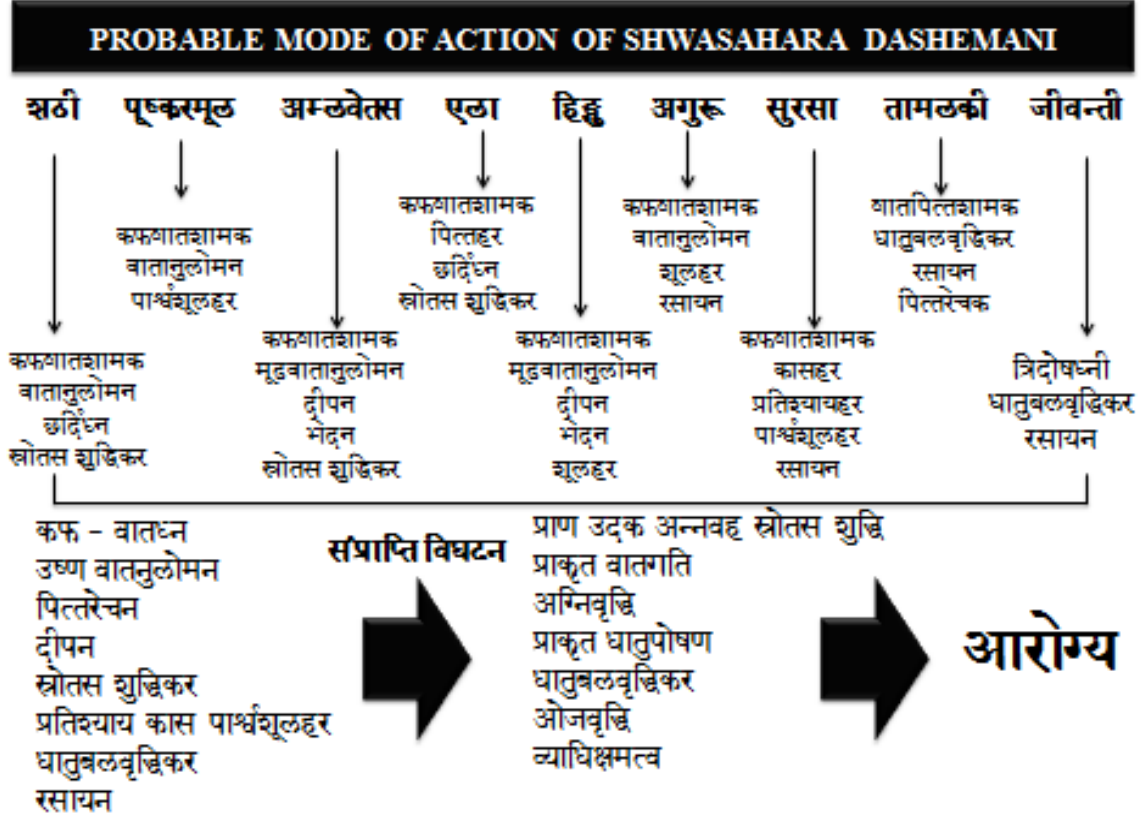 PROBABLE MODE OF ACTION OF SHWASAHARA DASHEMANI
शठी पूष्करमूल अम्लवेतस एला हिङ्गु अगुरू सुरसा तामलकी जीवन्ती
कफवातशामक
वातानुलोमन
छर्दिध्न
स्रोतस शुद्धिकर
कफवातशामक
वातानुलोमन
पार्श्वशूलहर
कफवातशामक
मूढवातानुलोमन
दीपन
भेदन
स्रोतस शुद्धिकर
कफवातशामक
पित्तहर
छर्दिध्न
स्रोतस शुद्धिकर
कफवातशामक
मूढवातानुलोमन
दीपन
भेदन
शूलहर
कफवातशामक
वातानुलोमन
शूलहर
रसायन
कफवातशामक
कासहर
प्रतिश्यायहर
पार्श्वशूलहर
रसायन
वातपित्तशामक
धातुबलवृद्धिकर
रसायन
पित्तरेचक
त्रिदोषध्नी
धातुबलवृद्धिकर
रसायन
कफ - वातध्न
उष्ण वातनुलोमन
पित्तरेचन
दीपन
स्रोतस शुद्धिकर
प्रतिश्याय कास पार्श्वशूलहर
धातुबलवृद्धिकर
रसायन
संप्राप्ति विघटन
प्राण उदक अन्नवह स्रोतस शुद्धि
प्राकृत वातगति
अग्निवृद्धि
प्राकृत धातुपोषण
धातुबलवृद्धिकर
ओजवृद्धि
व्याधिक्षमत्व
आरोग्य